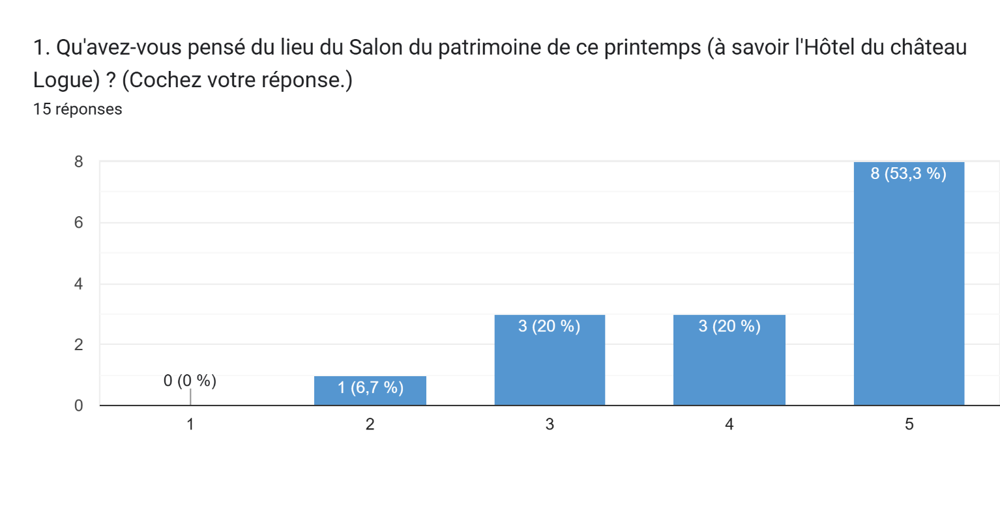 1. Qu'avez-vous pensé du lieu du Salon du patrimoine de ce printemps (à savoir l'Hôtel du château
Logue) ? (Cochez votre réponse.)
15 réponses
8
6
4
2
0
0 (0 %)
1 (6,7 %)
3 (20 %)
3 (20 %)
8 (53,3 %)
1
2
3
4
5